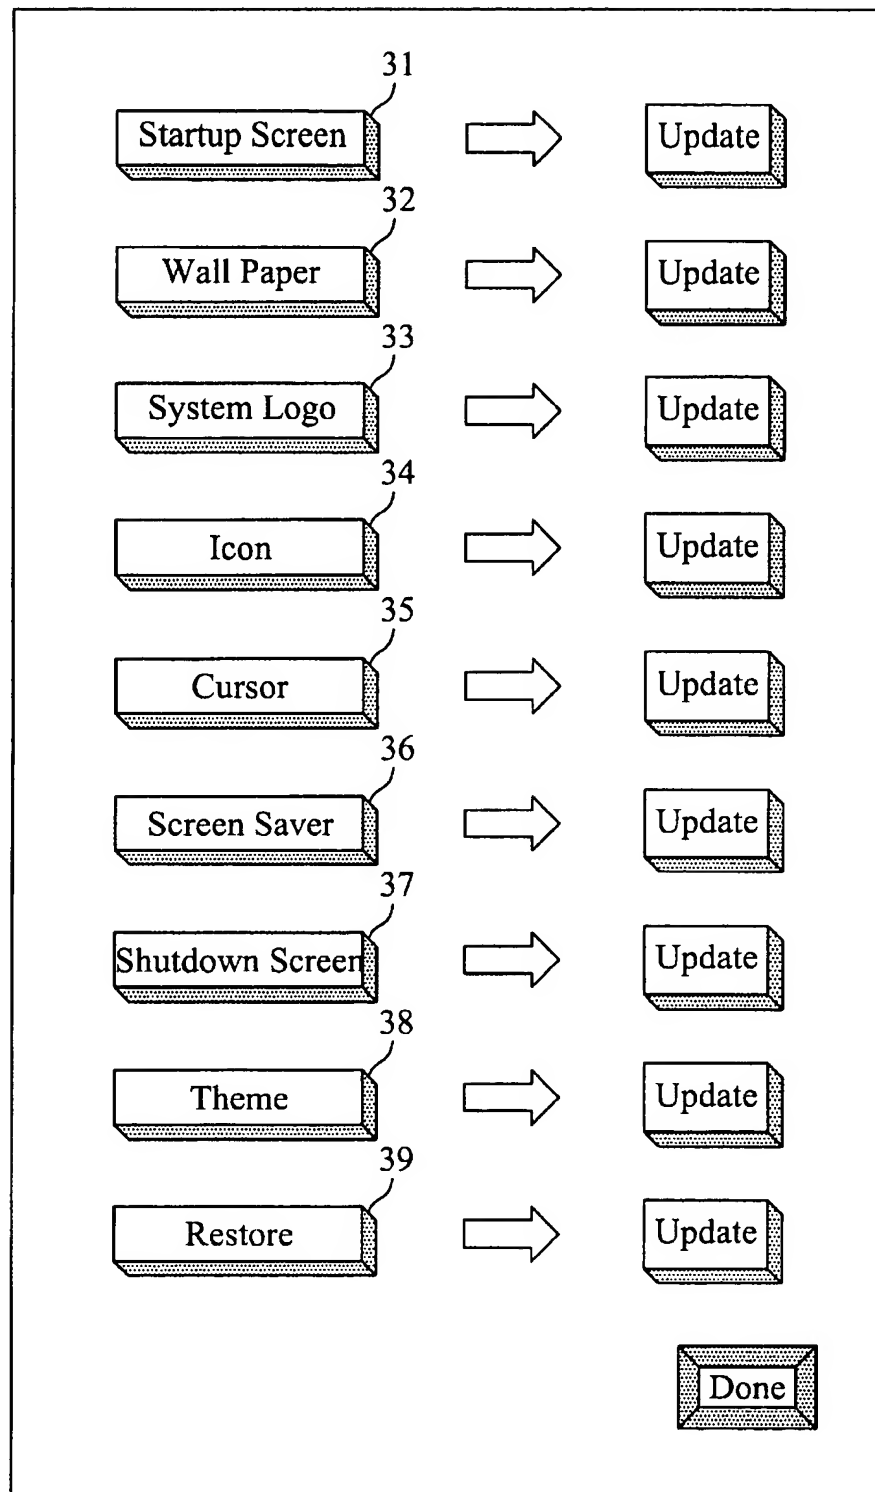 31
Startup Screen
Update
32
Wall Paper
Update
33
System Logo
Update
34
Icon
Update
35
Cursor
Update
36
Screen Saver
Update
37
Shutdown Screen
Update
38
Theme
Update
39
Restore
Update
Done